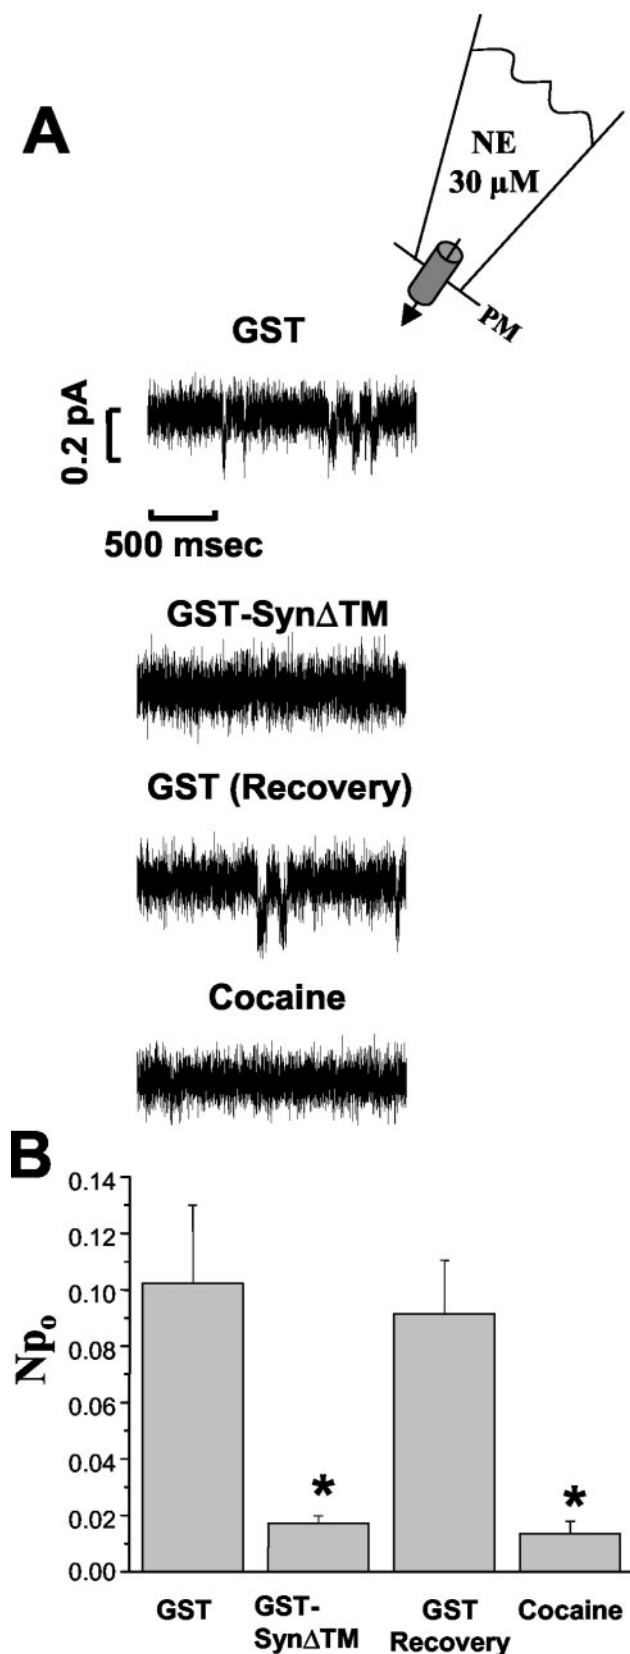 A
NE
30 µM
PM
GST
0.2 pA
500 msec
GST-SynΔTM
GST (Recovery)
Cocaine
B
0.14
0.12
0.10
0.08
0.06
0.04
0.02
0.00
Npo
*
*
GST
GST-
SynΔTM
GST
Recovery
Cocaine